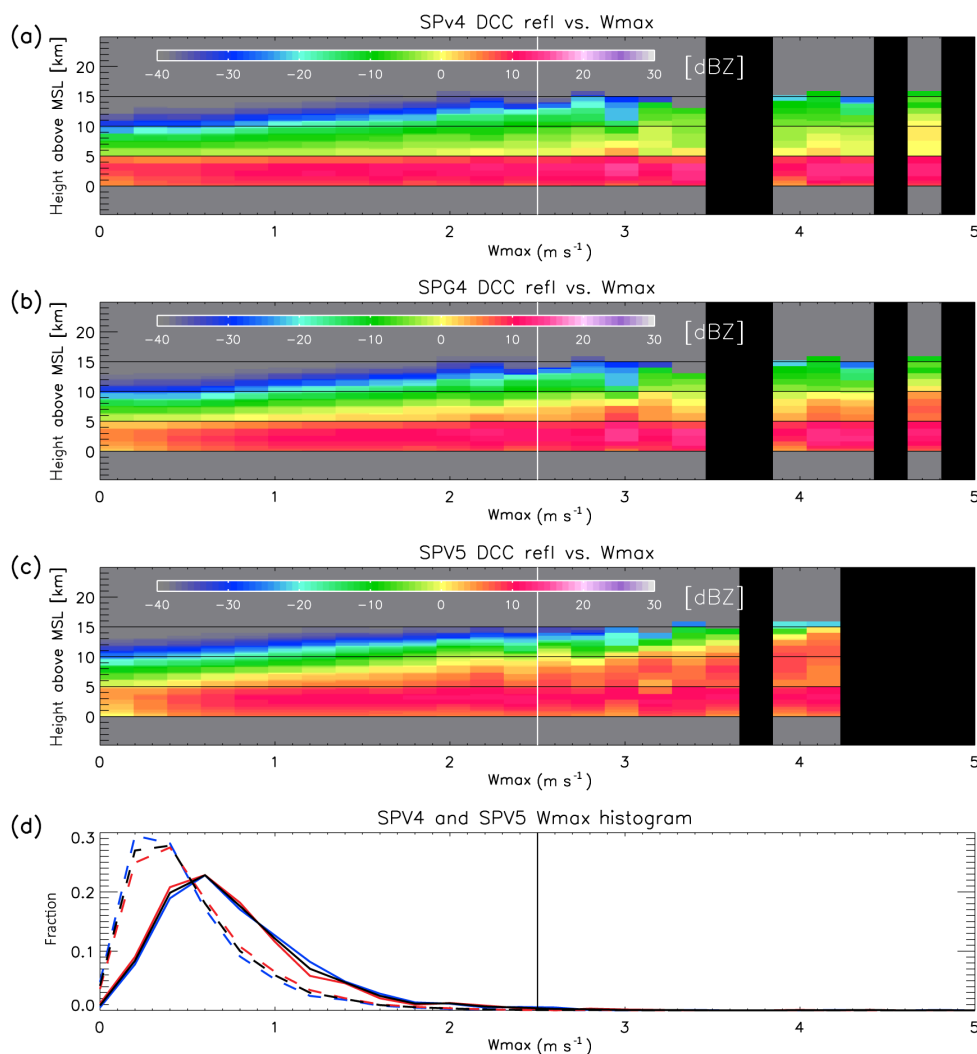 SPv4 DCC refl vs. Wmax
(a)
Height above MSL [km]
20
15
10
5
0
−40 −30 −20 −10 0 10 20 30
[dBZ]
0 1 2 3 4 5
Wmax (m s⁻¹)
SPG4 DCC refl vs. Wmax
(b)
Height above MSL [km]
20
15
10
5
0
−40 −30 −20 −10 0 10 20 30
[dBZ]
0 1 2 3 4 5
Wmax (m s⁻¹)
SPV5 DCC refl vs. Wmax
(c)
Height above MSL [km]
20
15
10
5
0
−40 −30 −20 −10 0 10 20 30
[dBZ]
0 1 2 3 4 5
Wmax (m s⁻¹)
SPV4 and SPV5 Wmax histogram
(d)
Fraction
0.3
0.2
0.1
0.0
0 1 2 3 4 5
Wmax (m s⁻¹)